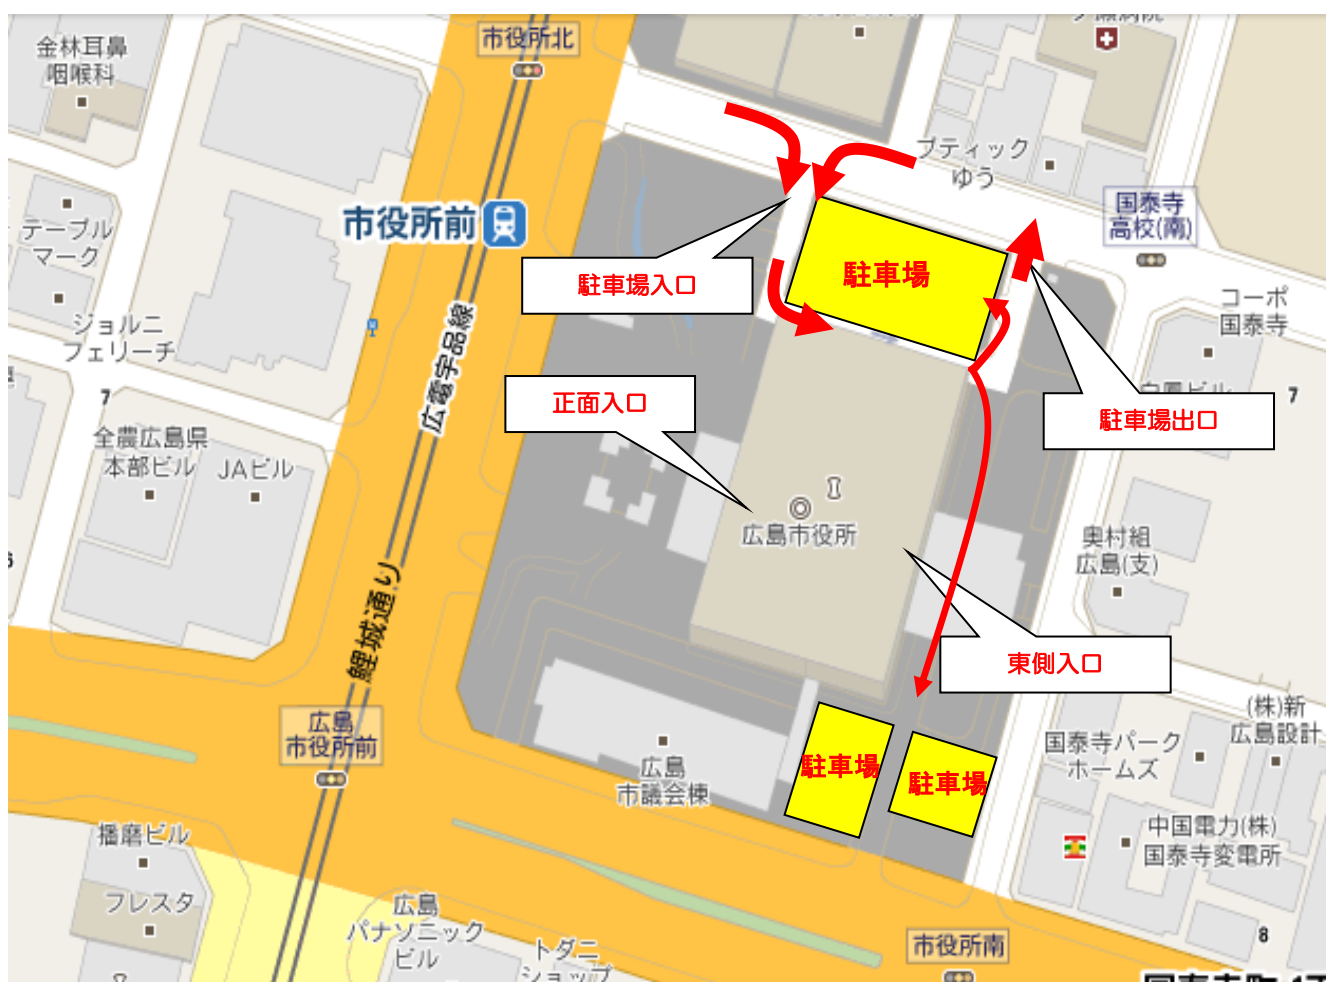 市役所北
金林耳鼻
咽喉科
ブティック
ゆう
国泰寺
高校(南)
テーブル
マーク
市役所前
駐車場入口
駐車場
コーポ
国泰寺
ジョルニ
フェリーチ
広電宇品線
7
正面入口
駐車場出口
7
全農広島県
本部ビル
JAビル
広島市役所
奥村組
広島(支)
鯉城通り
東側入口
広島
市役所前
(株)新
広島設計
国泰寺パーク
ホームズ
広島
市議会棟
駐車場
駐車場
播磨ビル
中国電力(株)
国泰寺変電所
フレスタ
広島
パナソニック
ビル
トダニ
ショップ
市役所南
8